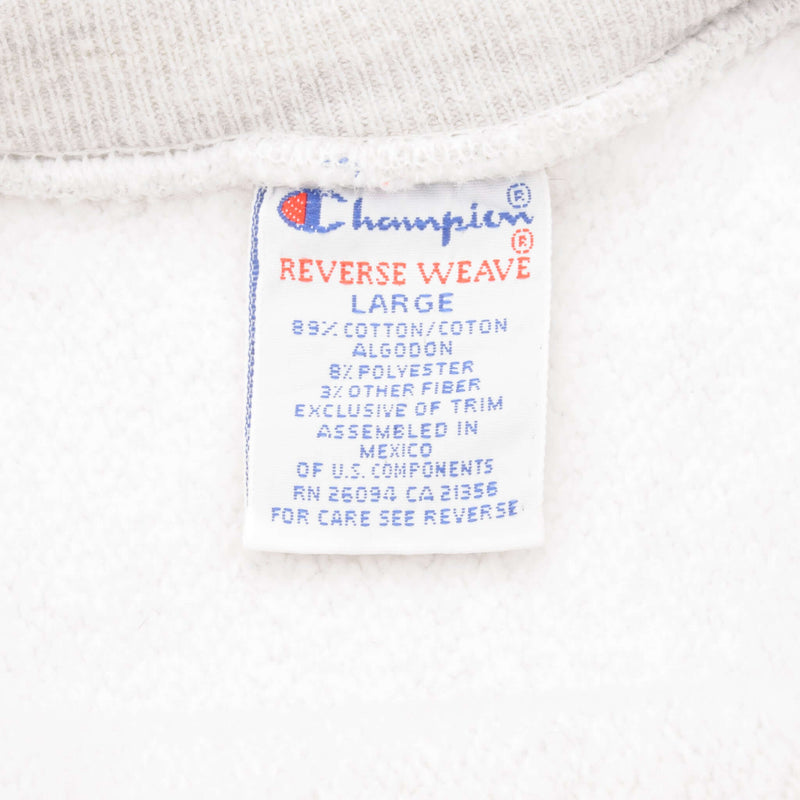 Champion®
®
REVERSE WEAVE
LARGE
89% COTTON/COTON
ALGODON
8% POLYESTER
3% OTHER FIBER
EXCLUSIVE OF TRIM
ASSEMBLED IN
MEXICO
OF U.S. COMPONENTS
RN 26094 CA 21356
FOR CARE SEE REVERSE